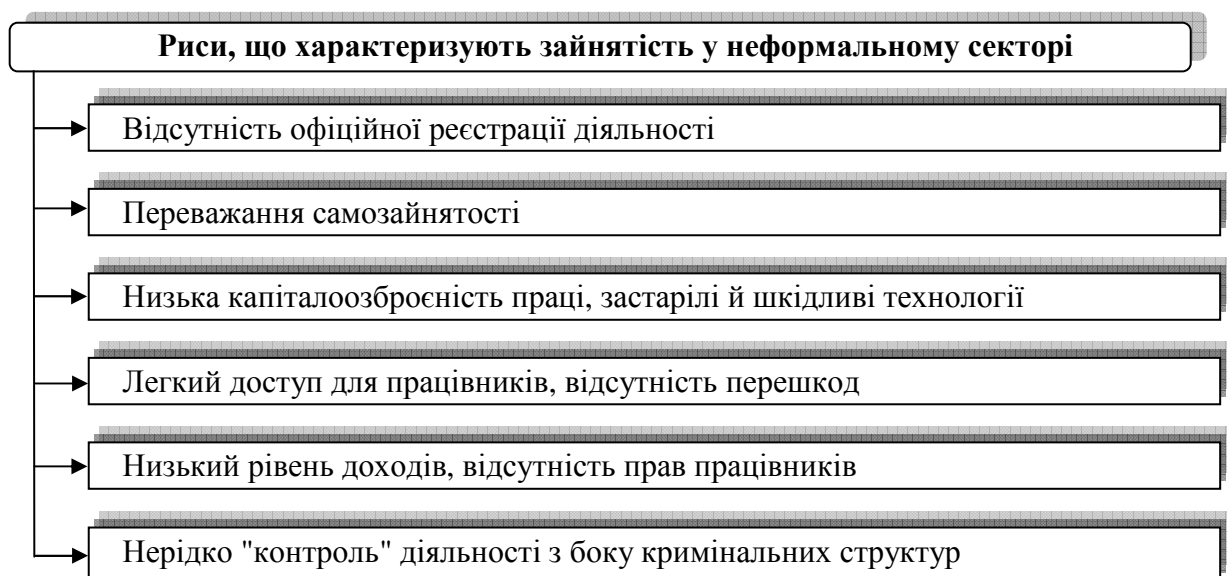 Риси, що характеризують зайнятість у неформальному секторі
Відсутність офіційної реєстрації діяльності
Переважання самозайнятості
Низька капіталоозброєність праці, застарілі й шкідливі технології
Легкий доступ для працівників, відсутність перешкод
Низький рівень доходів, відсутність прав працівників
Нерідко "контроль" діяльності з боку кримінальних структур